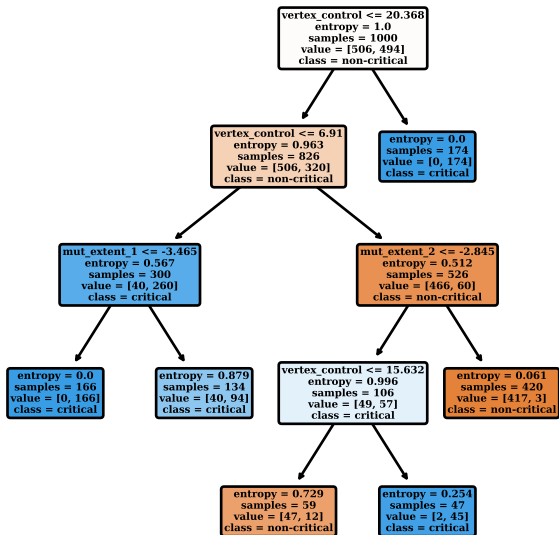 vertex_control <= 20.368
entropy = 1.0
samples = 1000
value = [506, 494]
class = non-critical
vertex_control <= 6.91
entropy = 0.963
samples = 826
value = [506, 320]
class = non-critical
entropy = 0.0
samples = 174
value = [0, 174]
class = critical
mut_extent_1 <= -3.465
entropy = 0.567
samples = 300
value = [40, 260]
class = critical
mut_extent_2 <= -2.845
entropy = 0.512
samples = 526
value = [466, 60]
class = non-critical
entropy = 0.0
samples = 166
value = [0, 166]
class = critical
entropy = 0.879
samples = 134
value = [40, 94]
class = critical
vertex_control <= 15.632
entropy = 0.996
samples = 106
value = [49, 57]
class = critical
entropy = 0.061
samples = 420
value = [417, 3]
class = non-critical
entropy = 0.729
samples = 59
value = [47, 12]
class = non-critical
entropy = 0.254
samples = 47
value = [2, 45]
class = critical